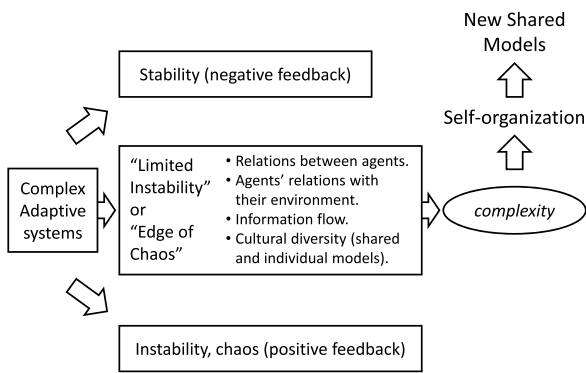 New Shared
Models
Stability (negative feedback)
Self-organization
Complex
Adaptive
systems
“Limited
Instability”
or
“Edge of
Chaos”
• Relations between agents.
• Agents’ relations with
their environment.
• Information flow.
• Cultural diversity (shared
and individual models).
complexity
Instability, chaos (positive feedback)